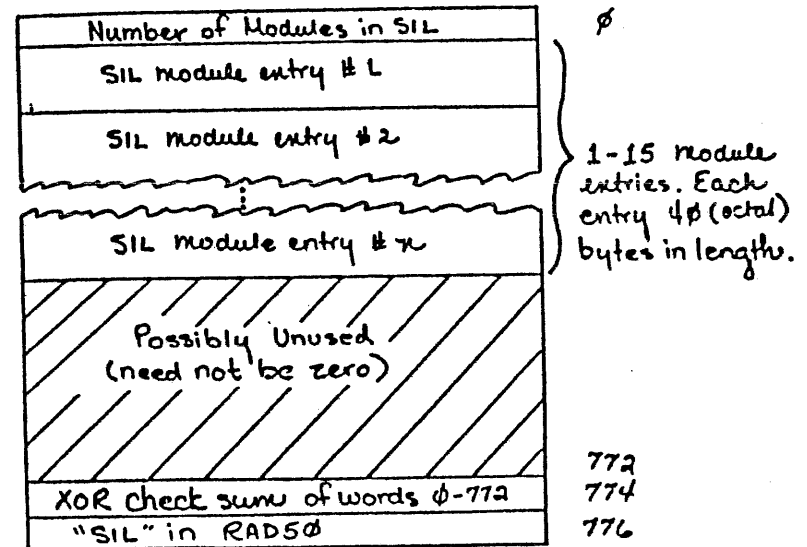 Number of Modules in SIL
ø
SIL module entry # 1
SIL module entry # 2
1-15 module
entries. Each
entry 4ø (octal)
bytes in length.
SIL module entry # n
Possibly Unused
(need not be zero)
772
XOR check sum of words ø-772
774
"SIL" in RAD5ø
776